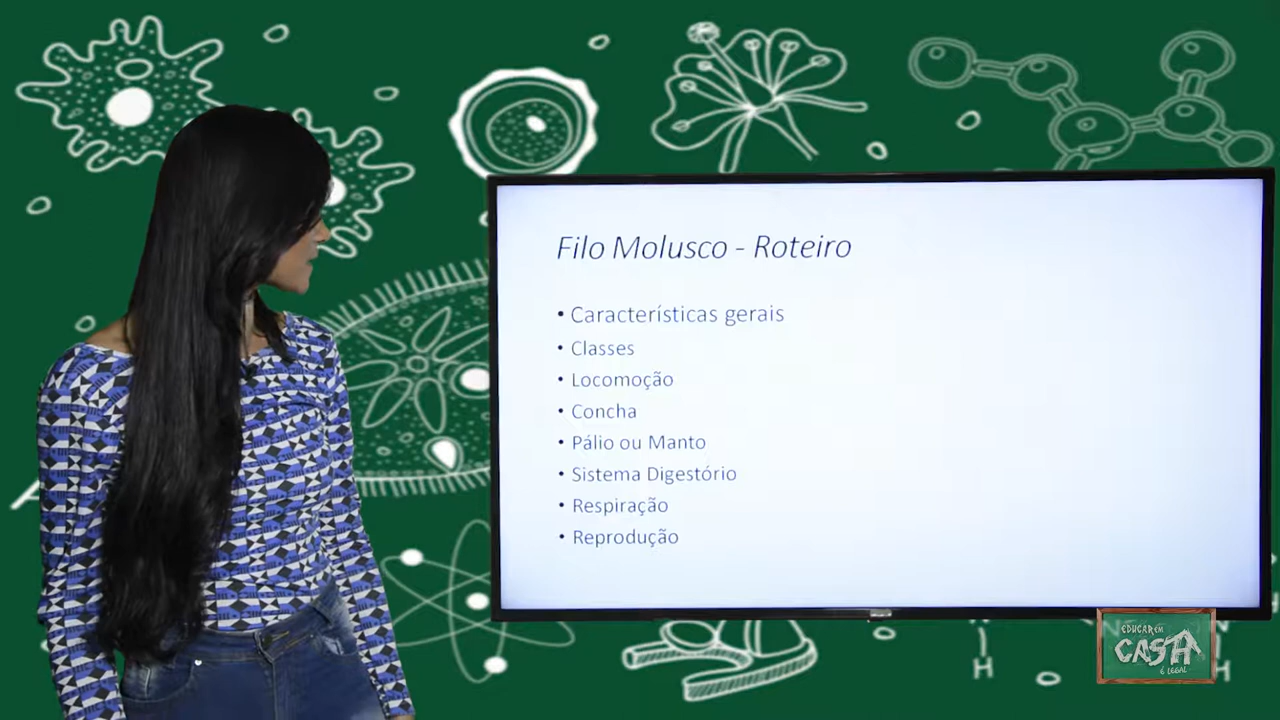 Filo Molusco - Roteiro
• Características gerais
• Classes
• Locomoção
• Concha
• Pálio ou Manto
• Sistema Digestório
• Respiração
• Reprodução
EDUCAR EM
CASA
É LEGAL
H
H